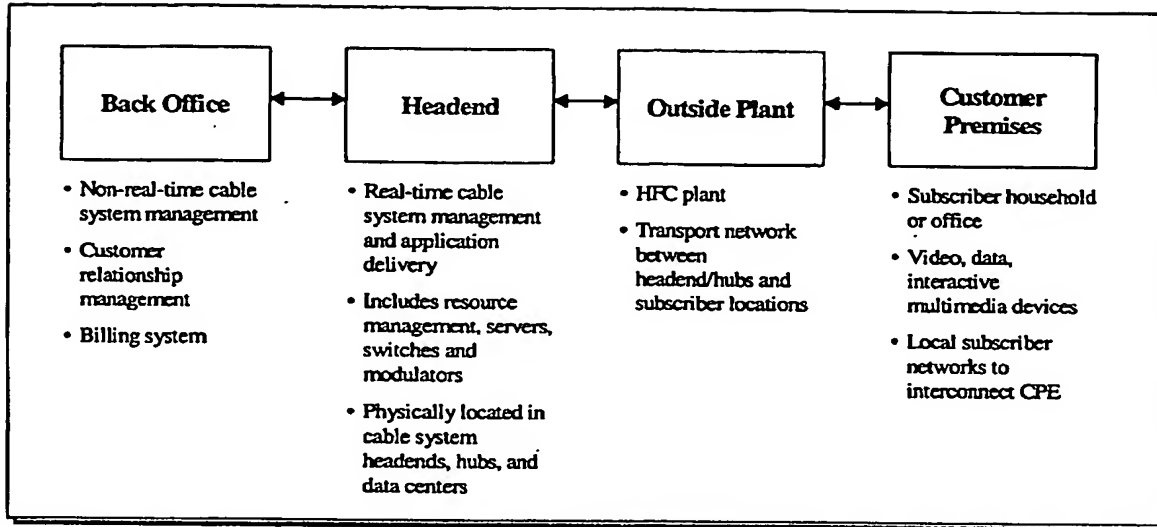 Back Office
Headend
Outside Plant
Customer
Premises
• Non-real-time cable
system management
• Customer
relationship
management
• Billing system
• Real-time cable
system management
and application
delivery
• Includes resource
management, servers,
switches and
modulators
• Physically located in
cable system
headends, hubs, and
data centers
• HFC plant
• Transport network
between
headend/hubs and
subscriber locations
• Subscriber household
or office
• Video, data,
interactive
multimedia devices
• Local subscriber
networks to
interconnect CPE